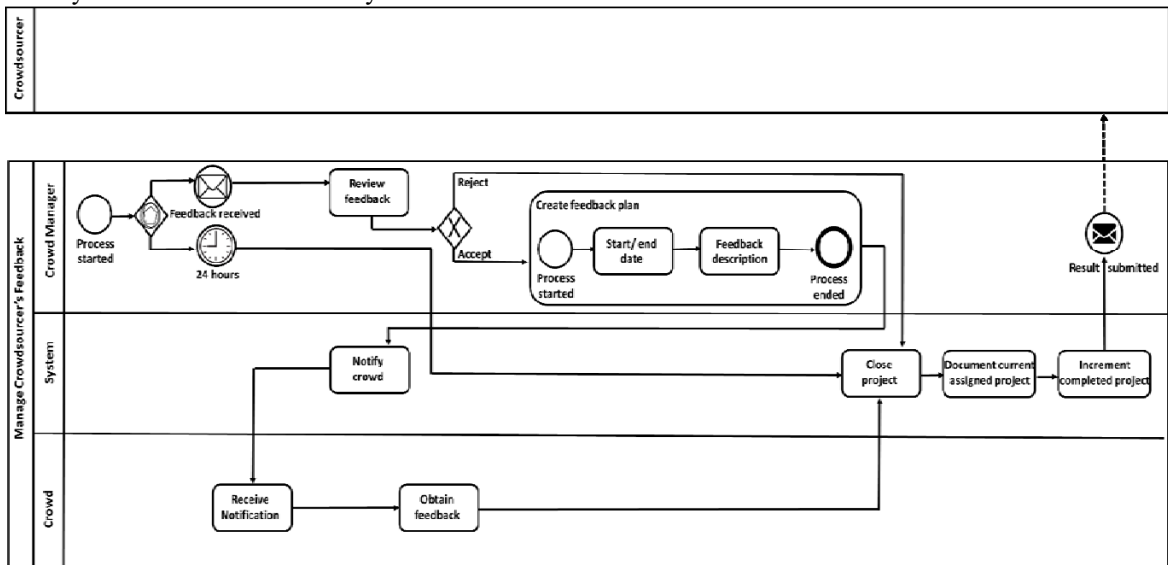 Crowdsourcer
Manage Crowdsourcer's Feedback
Crowd Manager
Process
started
Feedback received
24 hours
Review
feedback
Reject
Accept
Create feedback plan
Process
started
Start/ end
date
Feedback
description
Process
ended
Result submitted
System
Notify
crowd
Close
project
Document current
assigned project
Increment
completed project
Crowd
Receive
Notification
Obtain
feedback